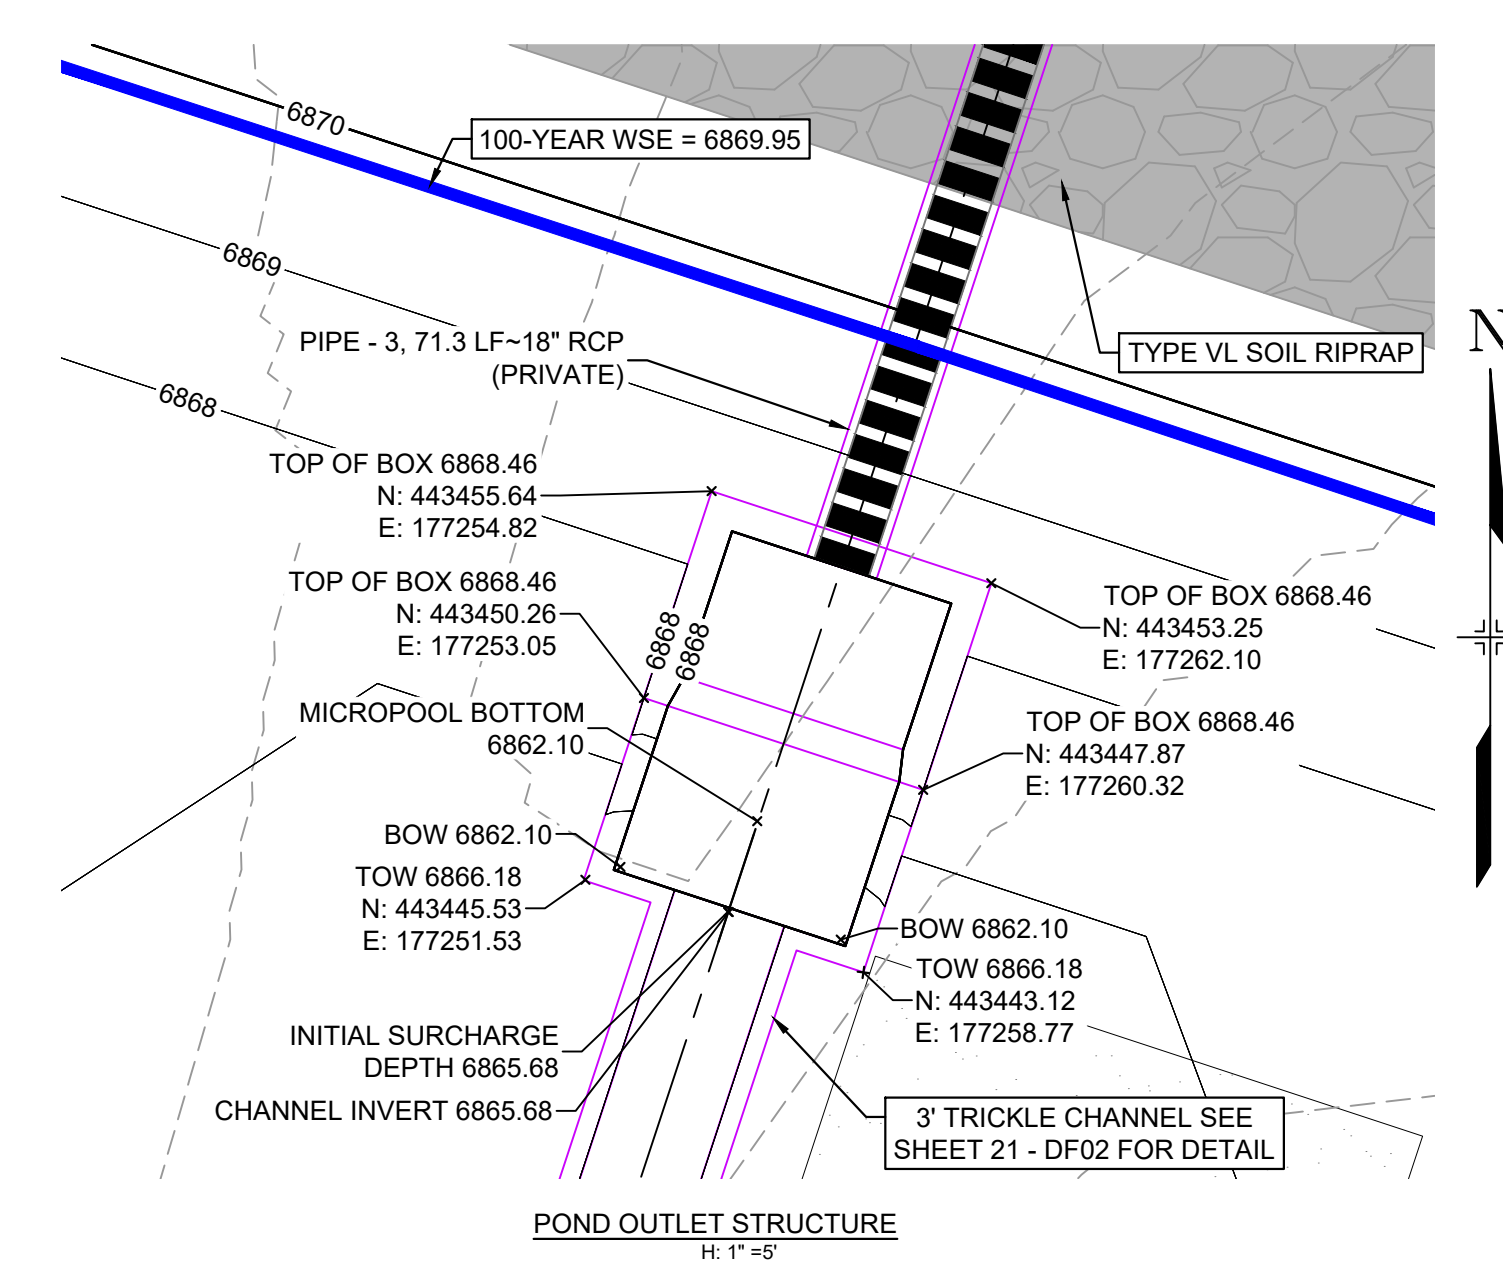 6870
100-YEAR WSE = 6869.95
6869
N
PIPE - 3, 71.3 LF~18" RCP
(PRIVATE)
TYPE VL SOIL RIPRAP
6868
TOP OF BOX 6868.46
N: 443455.64
E: 177254.82
TOP OF BOX 6868.46
N: 443450.26
E: 177253.05
6868
6868
TOP OF BOX 6868.46
N: 443453.25
E: 177262.10
MICROPOOL BOTTOM
6862.10
TOP OF BOX 6868.46
N: 443447.87
E: 177260.32
BOW 6862.10
TOW 6866.18
N: 443445.53
E: 177251.53
BOW 6862.10
TOW 6866.18
N: 443443.12
E: 177258.77
INITIAL SURCHARGE
DEPTH 6865.68
CHANNEL INVERT 6865.68
3' TRICKLE CHANNEL SEE
SHEET 21 - DF02 FOR DETAIL
POND OUTLET STRUCTURE
H: 1" =5'